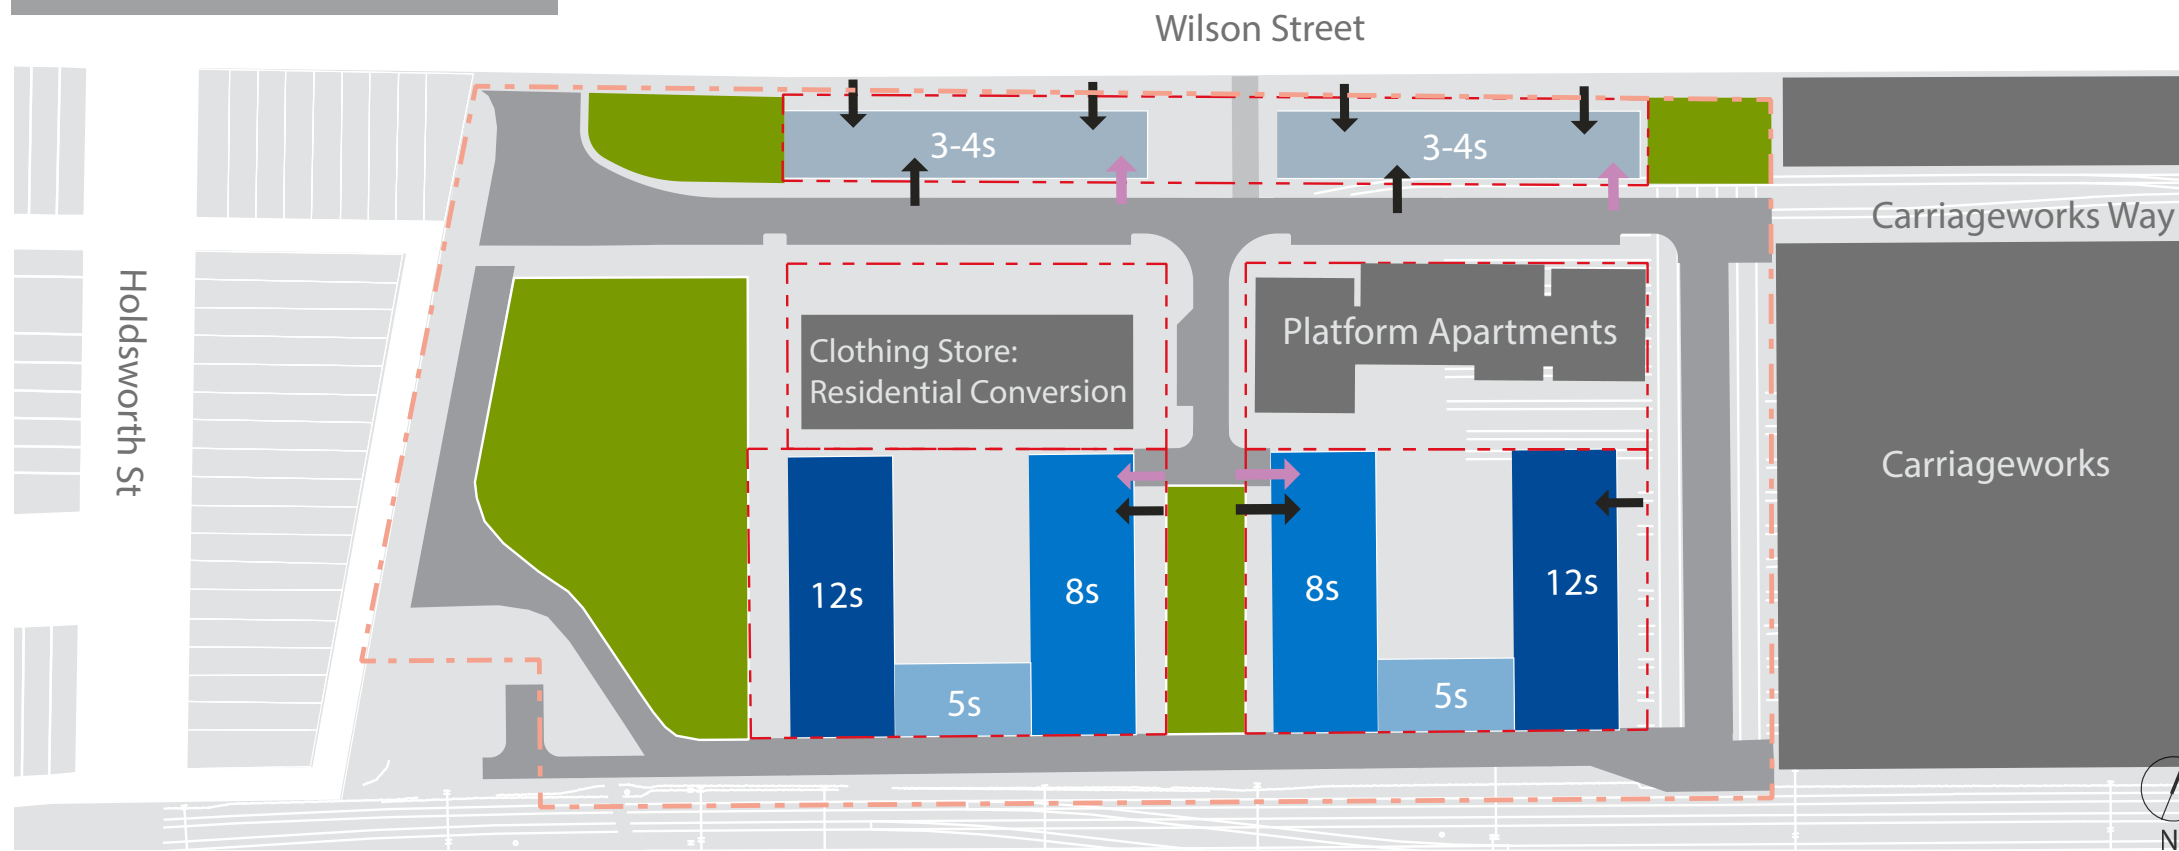 Wilson Street
3-4s
3-4s
Carriageworks Way
Holdsworth St
Clothing Store:
Residential Conversion
Platform Apartments
Carriageworks
12s
8s
8s
12s
5s
5s
N